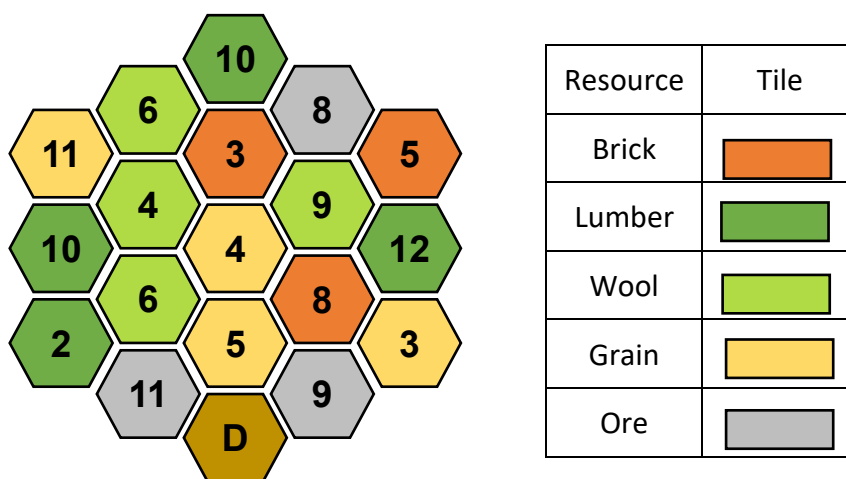 10
6 8
11 3 5
4 9
10 4 12
6 8
2 5 3
11 9
D
Resource Tile
Brick
Lumber
Wool
Grain
Ore